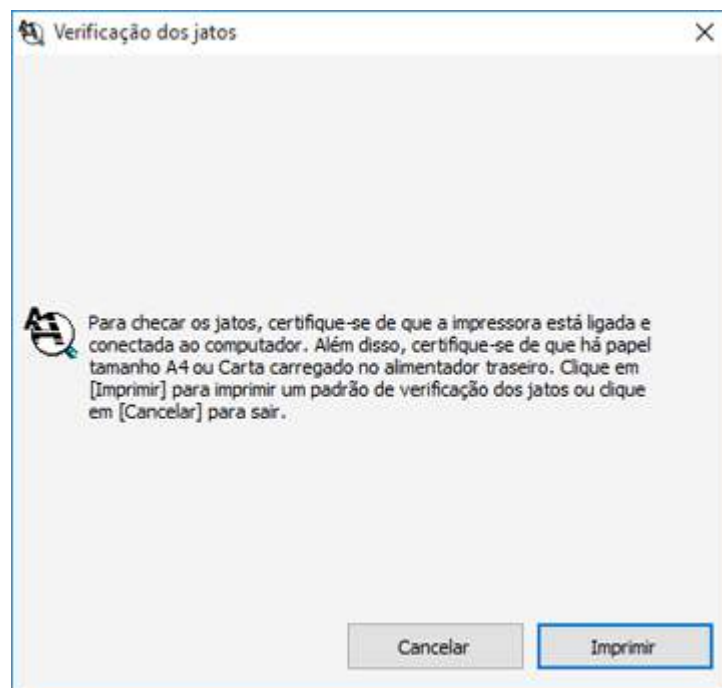 Verificação dos jatos
Para checar os jatos, certifique-se de que a impressora está ligada e
conectada ao computador. Além disso, certifique-se de que há papel
tamanho A4 ou Carta carregado no alimentador traseiro. Clique em
[Imprimir] para imprimir um padrão de verificação dos jatos ou clique
em [Cancelar] para sair.
Cancelar
Imprimir